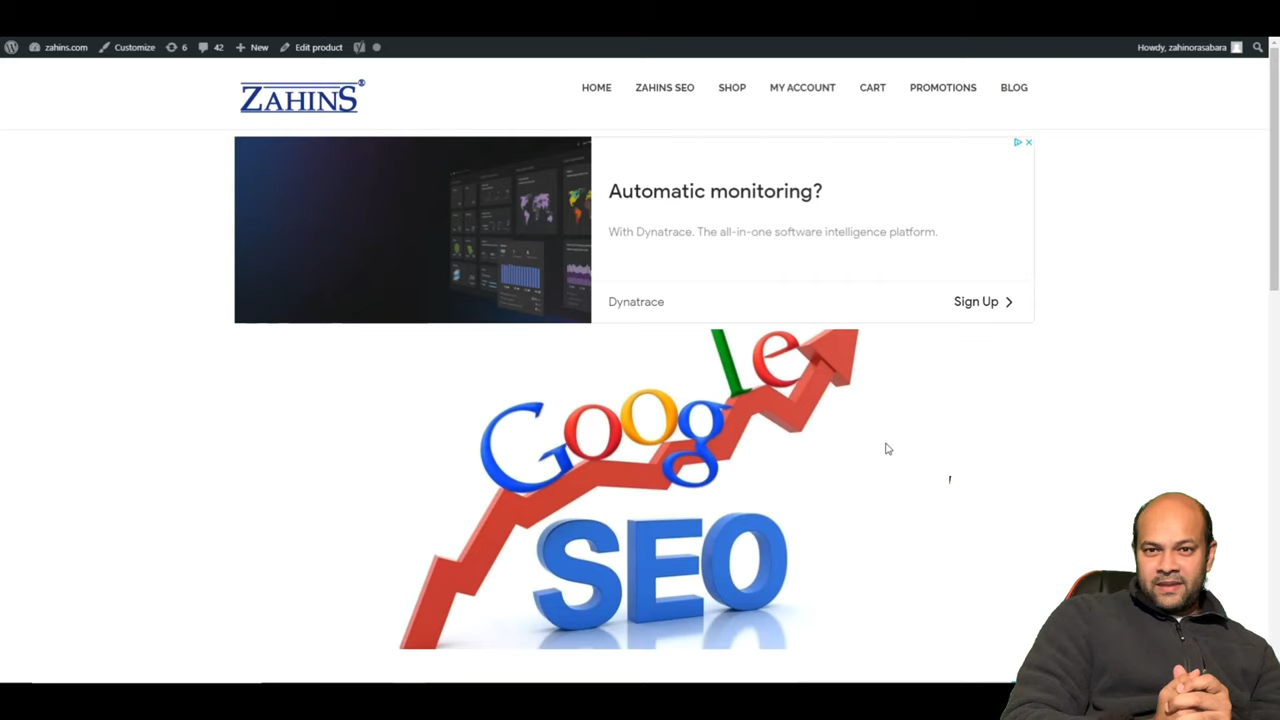 zahins.com Customize 6 42 New Edit product Howdy, zahinorasabara
ZAHINS®
HOME ZAHINS SEO SHOP MY ACCOUNT CART PROMOTIONS BLOG
Automatic monitoring?
With Dynatrace. The all-in-one software intelligence platform.
Dynatrace Sign Up
Google
SEO